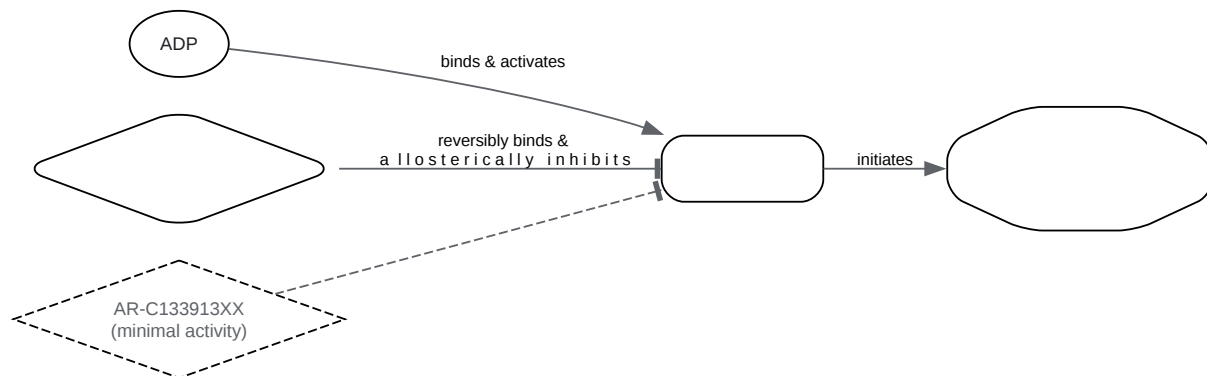 ADP
binds & activates
reversibly binds &
allosterically inhibits
initiates
AR-C133913XX
(minimal activity)